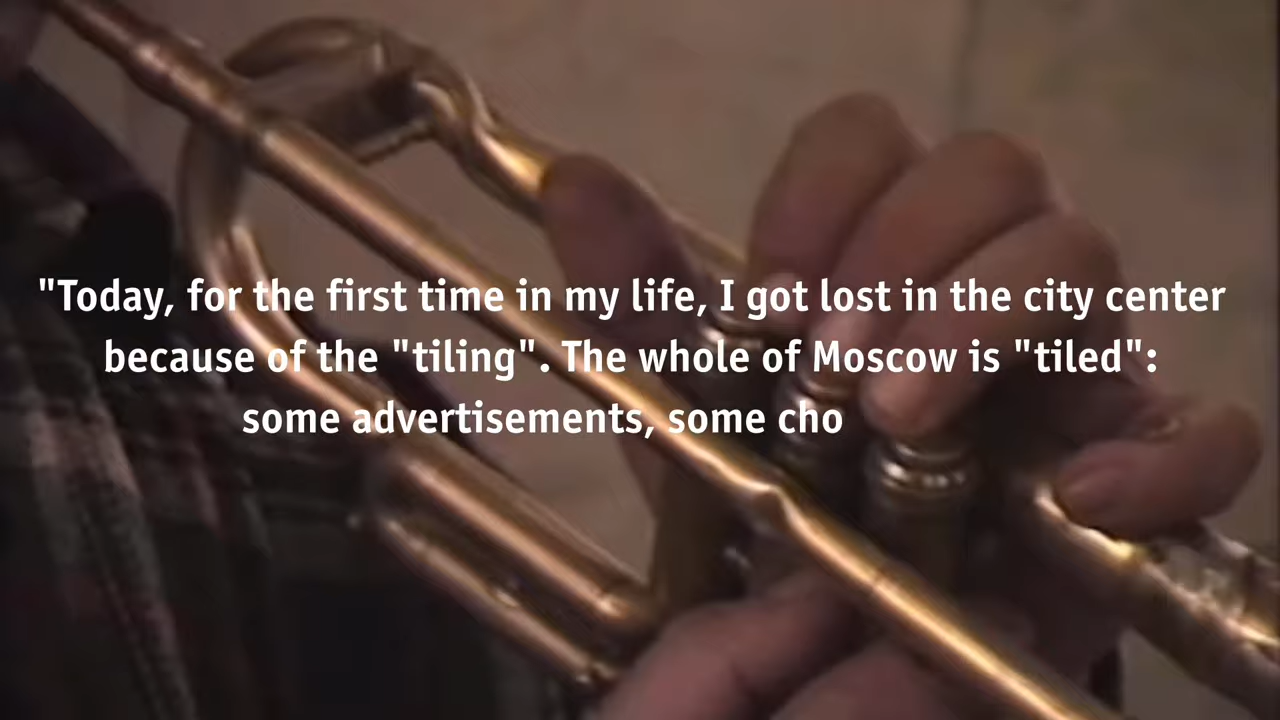 "Today, for the first time in my life, I got lost in the city center
because of the "tiling". The whole of Moscow is "tiled":
some advertisements, some cho